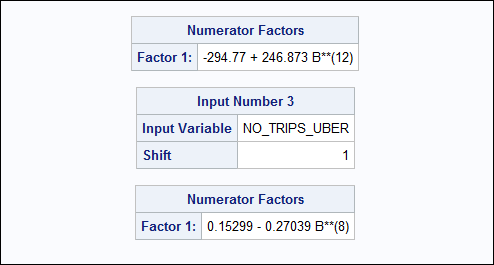 Numerator Factors
Factor 1: -294.77 + 246.873 B**(12)
Input Number 3
Input Variable NO_TRIPS_UBER
Shift 1
Numerator Factors
Factor 1: 0.15299 - 0.27039 B**(8)